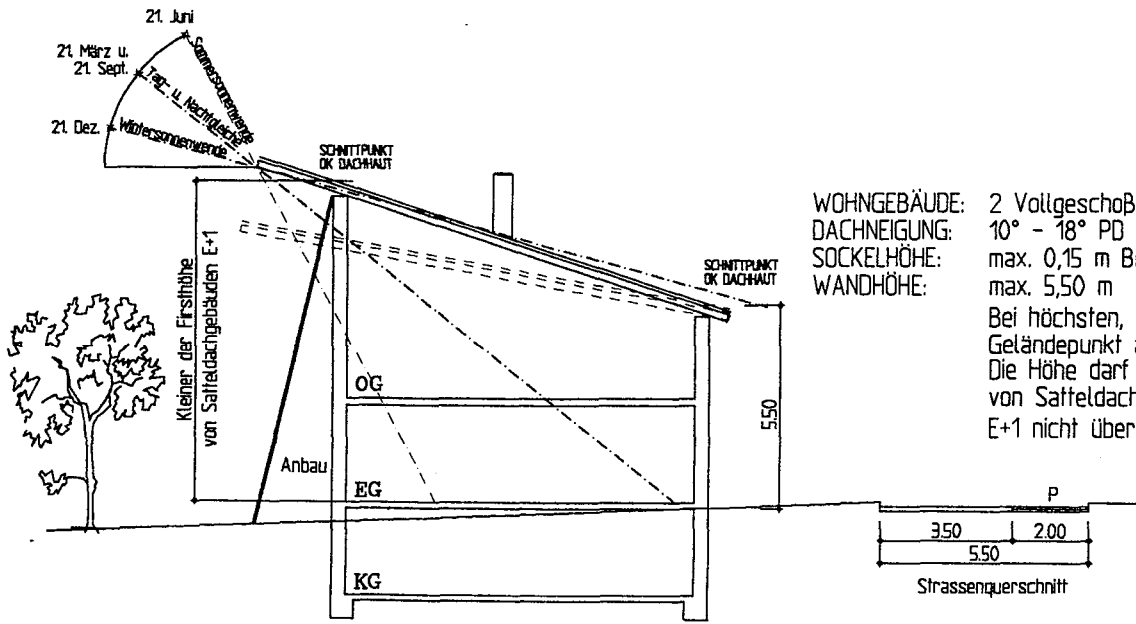 21. Juni
21. März u.
21. Sept.
21. Dez.
Sommersonnenwende
Tag- u. Nachtgleiche
Wintersonnenwende
SCHNITTPUNKT
OK DACHHAUT
Kleiner der Firsthöhe
von Satteldachgebäuden E+1
SCHNITTPUNKT
OK DACHHAUT
OG
EG
KG
Anbau
5.50
WOHNGEBÄUDE: 2 Vollgeschoß
DACHNEIGUNG: 10° - 18° PD
SOCKELHÖHE: max. 0,15 m B
WANDHÖHE: max. 5,50 m
Bei höchsten,
Geländepunkt
Die Höhe darf
von Satteldach
E+1 nicht über
P
3.50 2.00
5.50
Strassenquerschnitt